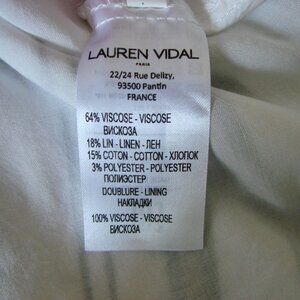 LAUREN VIDAL
PARIS
22/24 Rue Delizy,
93500 Pantin
FRANCE
64% VISCOSE - VISCOSE
ВИСКОЗА
18% LIN - LINEN - ЛЕН
15% COTON - COTTON - ХЛОПОК
3% POLYESTER - POLYESTER
ПОЛИЭСТЕР
DOUBLURE - LINING
НАКЛАДКИ
100% VISCOSE - VISCOSE
ВИСКОЗА